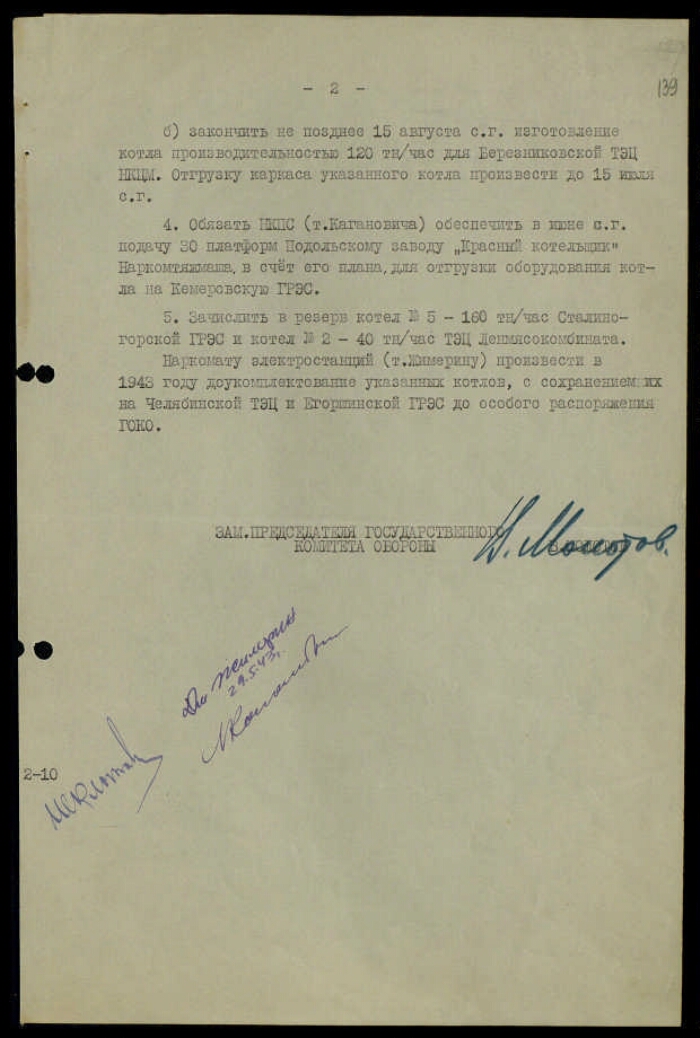 - 2 -
139
б) закончить не позднее 15 августа с.г. изготовление
котла производительностью 120 тн/час для Березниковской ТЭЦ
НКЦМ. Отгрузку каркаса указанного котла произвести до 15 июля
с.г.
4. Обязать НКПС (т.Кагановича) обеспечить в июне с.г.
подачу 30 платформ Подольскому заводу „Красный котельщик"
Наркомтяжмаша, в счёт его плана, для отгрузки оборудования кот-
ла на Кемеровскую ГРЭС.
5. Зачислить в резерв котел № 5 - 160 тн/час Сталино-
горской ГРЭС и котел № 2 - 40 тн/час ТЭЦ Ленмясокомбината.
Наркомату электростанций (т.Жимерину) произвести в
1943 году доукомплектование указанных котлов, с сохранением их
на Челябинской ТЭЦ и Егоршинской ГРЭС до особого распоряжения
ГОКО.
ЗАМ.ПРЕДСЕДАТЕЛЯ ГОСУДАРСТВЕННОГО
КОМИТЕТА ОБОРОНЫ
В. Молотов.
Жимерин
29.5.43г.
2-10